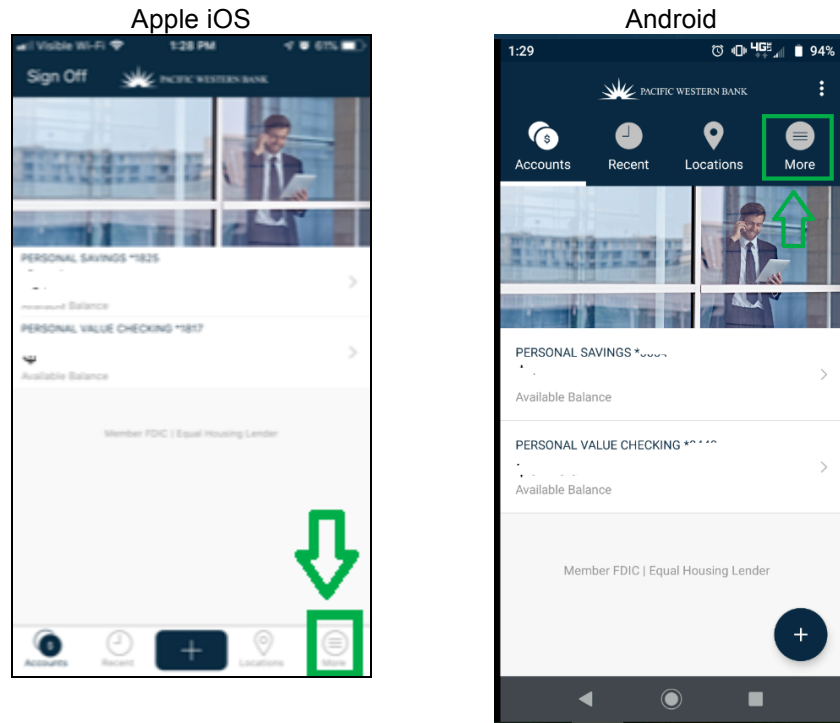 Apple iOS
Visible Wi-Fi 1:28 PM 61%
Sign Off PACIFIC WESTERN BANK
PERSONAL SAVINGS *1825
Available Balance
PERSONAL VALUE CHECKING *1817
Available Balance
Member FDIC | Equal Housing Lender
Accounts Recent + Locations More
Android
1:29 4GE 94%
PACIFIC WESTERN BANK
Accounts Recent Locations More
PERSONAL SAVINGS
Available Balance
PERSONAL VALUE CHECKING
Available Balance
Member FDIC | Equal Housing Lender
+